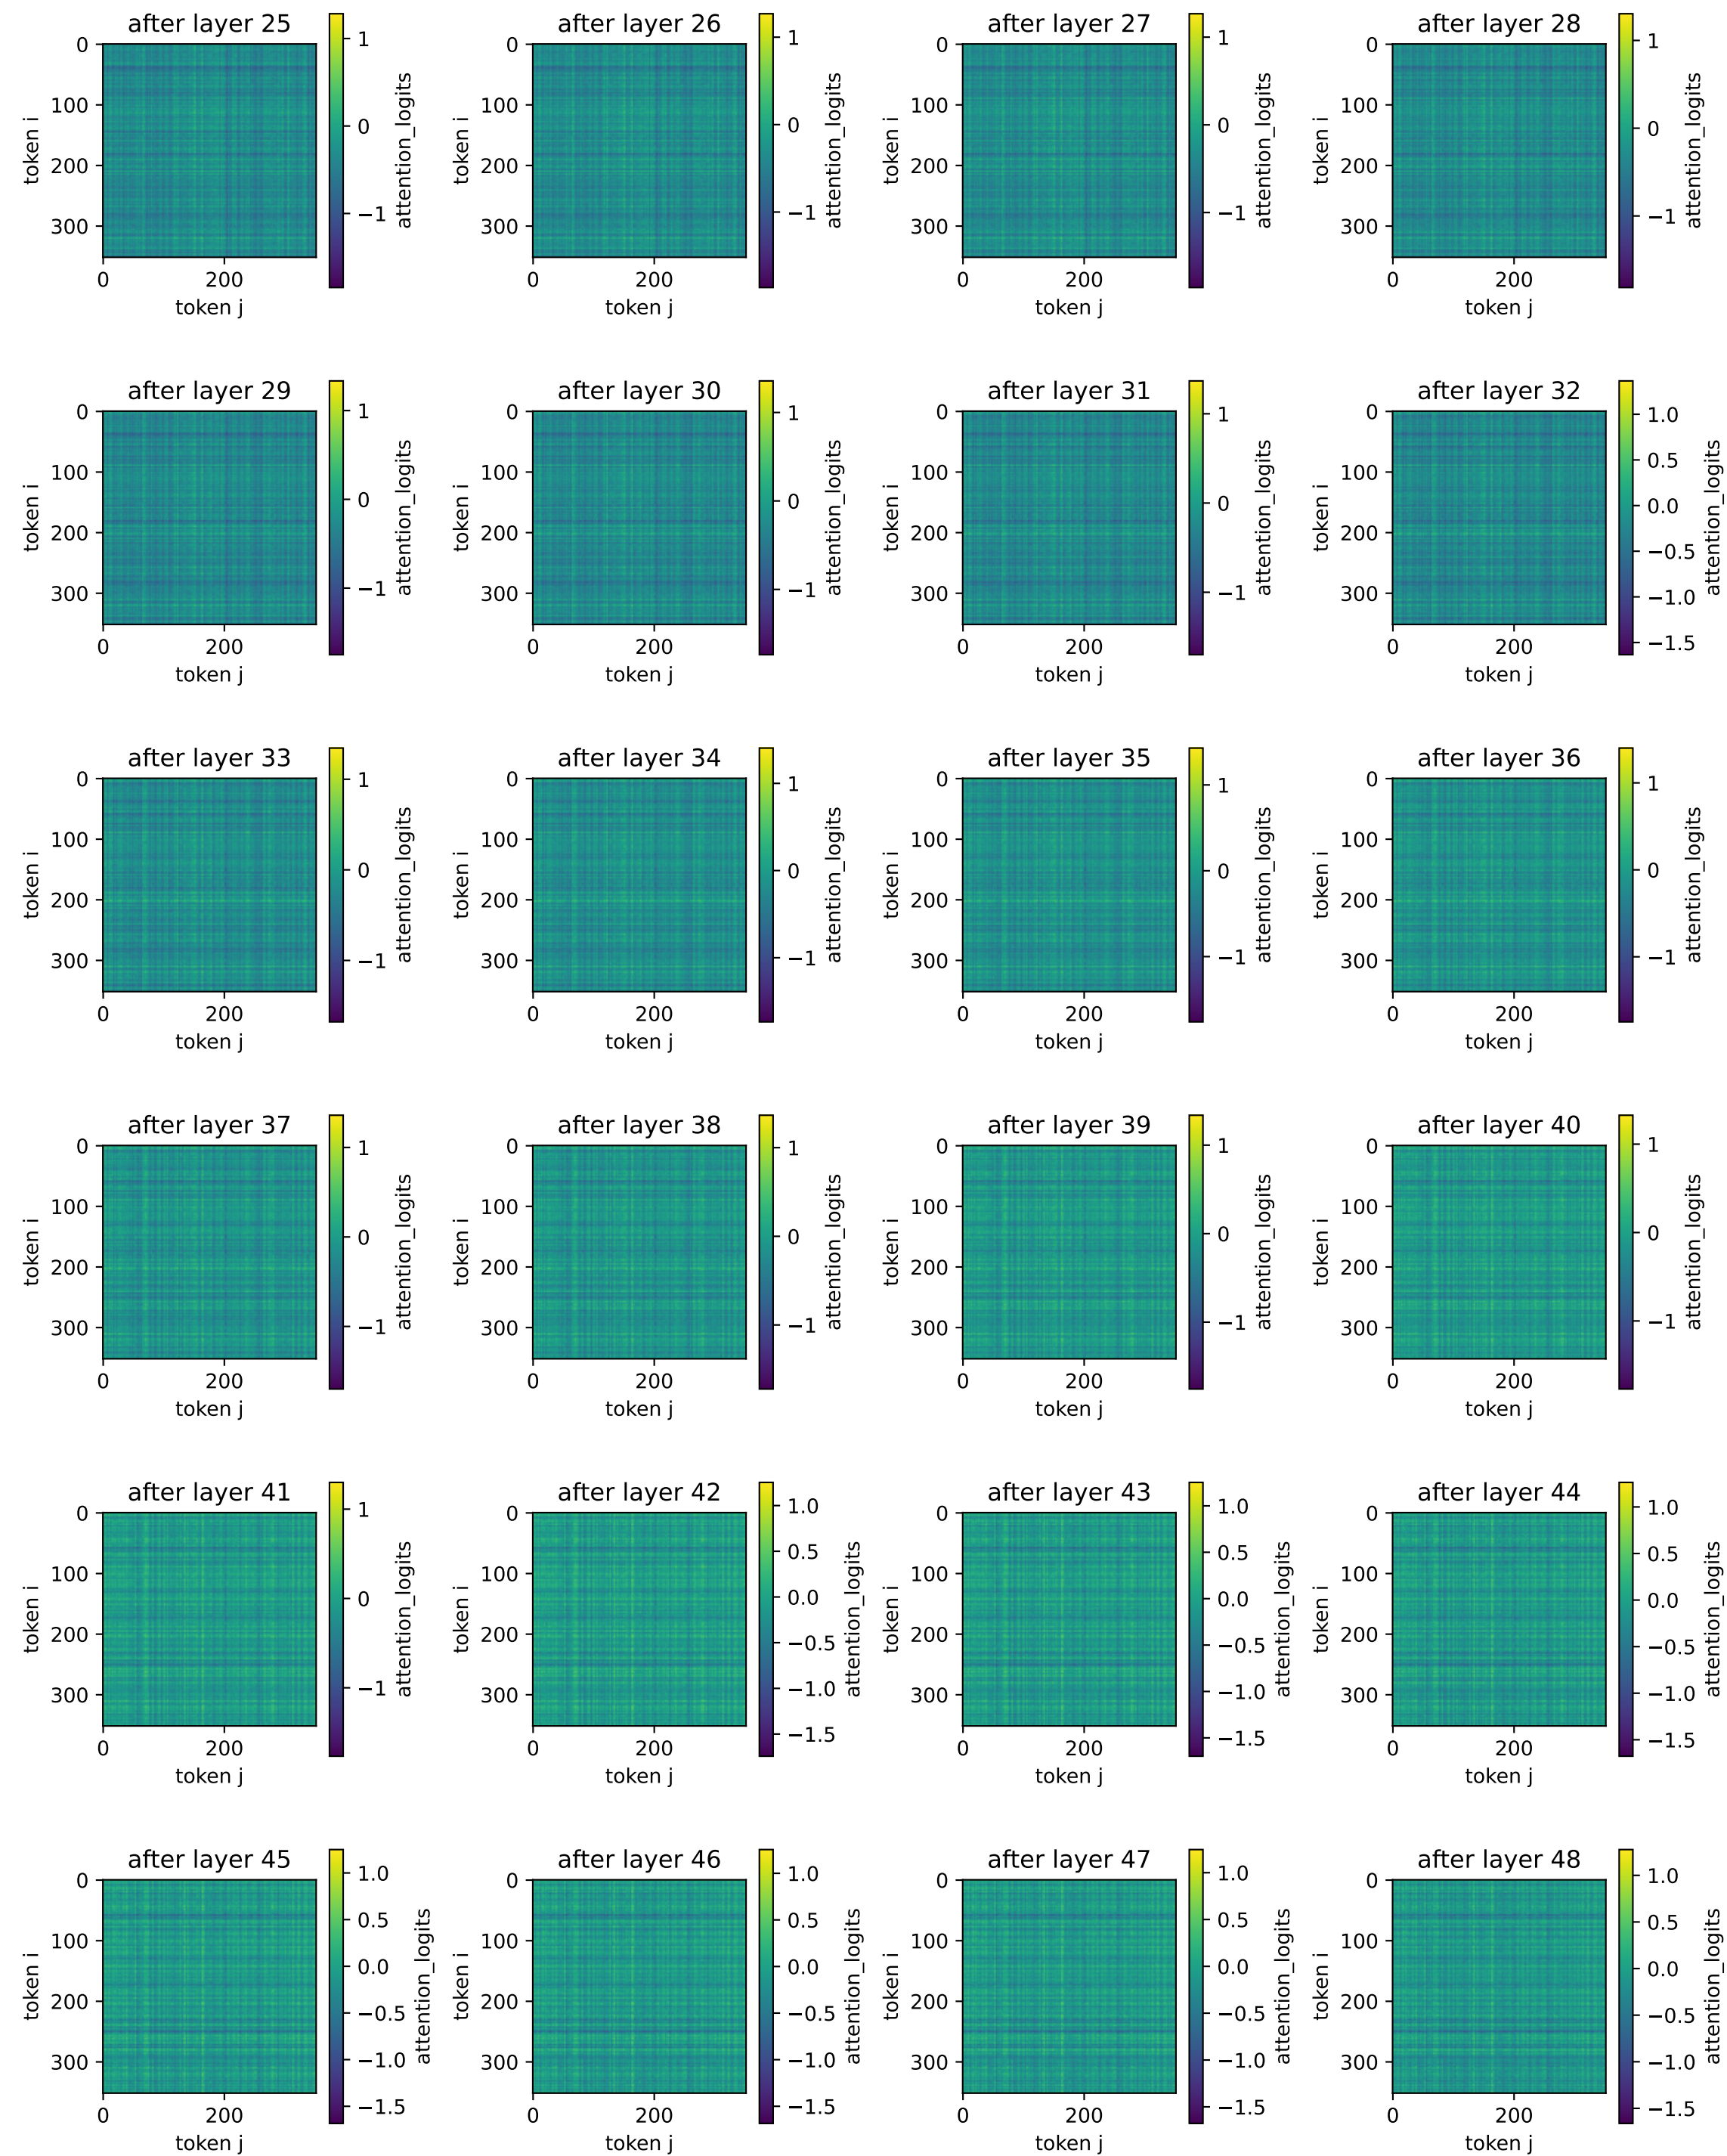 after layer 25
0
100
200
300
token i
0
200
token j
1
0
−1
attention_logits
after layer 26
0
100
200
300
token i
0
200
token j
1
0
−1
attention_logits
after layer 27
0
100
200
300
token i
0
200
token j
1
0
−1
attention_logits
after layer 28
0
100
200
300
token i
0
200
token j
1
0
−1
attention_logits
after layer 29
0
100
200
300
token i
0
200
token j
1
0
−1
attention_logits
after layer 30
0
100
200
300
token i
0
200
token j
1
0
−1
attention_logits
after layer 31
0
100
200
300
token i
0
200
token j
1
0
−1
attention_logits
after layer 32
0
100
200
300
token i
0
200
token j
1.0
0.5
0.0
−0.5
−1.0
−1.5
attention_logits
after layer 33
0
100
200
300
token i
0
200
token j
1
0
−1
attention_logits
after layer 34
0
100
200
300
token i
0
200
token j
1
0
−1
attention_logits
after layer 35
0
100
200
300
token i
0
200
token j
1
0
−1
attention_logits
after layer 36
0
100
200
300
token i
0
200
token j
1
0
−1
attention_logits
after layer 37
0
100
200
300
token i
0
200
token j
1
0
−1
attention_logits
after layer 38
0
100
200
300
token i
0
200
token j
1
0
−1
attention_logits
after layer 39
0
100
200
300
token i
0
200
token j
1
0
−1
attention_logits
after layer 40
0
100
200
300
token i
0
200
token j
1
0
−1
attention_logits
after layer 41
0
100
200
300
token i
0
200
token j
1
0
−1
attention_logits
after layer 42
0
100
200
300
token i
0
200
token j
1.0
0.5
0.0
−0.5
−1.0
−1.5
attention_logits
after layer 43
0
100
200
300
token i
0
200
token j
1.0
0.5
0.0
−0.5
−1.0
−1.5
attention_logits
after layer 44
0
100
200
300
token i
0
200
token j
1.0
0.5
0.0
−0.5
−1.0
−1.5
attention_logits
after layer 45
0
100
200
300
token i
0
200
token j
1.0
0.5
0.0
−0.5
−1.0
−1.5
attention_logits
after layer 46
0
100
200
300
token i
0
200
token j
1.0
0.5
0.0
−0.5
−1.0
−1.5
attention_logits
after layer 47
0
100
200
300
token i
0
200
token j
1.0
0.5
0.0
−0.5
−1.0
−1.5
attention_logits
after layer 48
0
100
200
300
token i
0
200
token j
1.0
0.5
0.0
−0.5
−1.0
−1.5
attention_logits